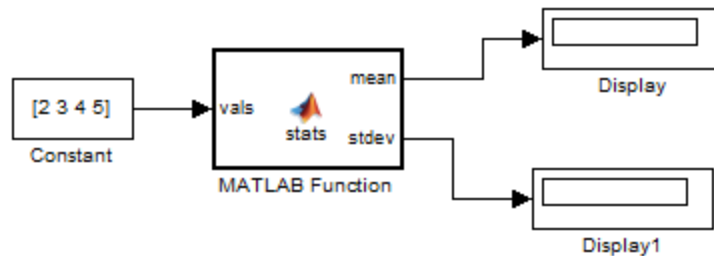 [2 3 4 5]
Constant
vals
stats
mean
stdev
MATLAB Function
Display
Display1